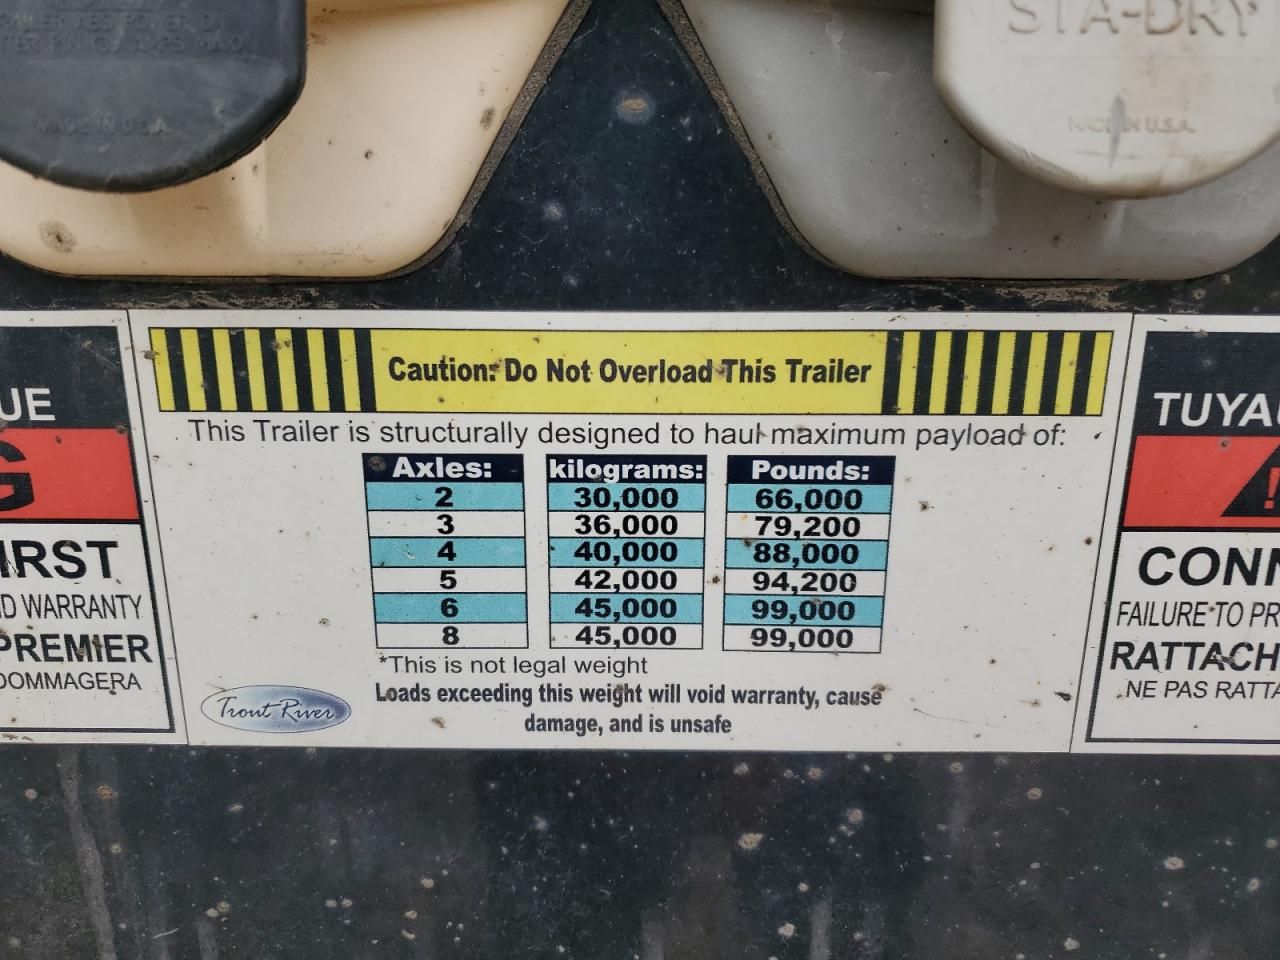 TRAILER ABS POWER ON
MADE IN U.S.A.
STA-DRY
MADE IN U.S.A.
UE
G
IRST
D WARRANTY
PREMIER
DOMMAGERA
Caution: Do Not Overload This Trailer
This Trailer is structurally designed to haul maximum payload of:
Axles: kilograms: Pounds:
2 30,000 66,000
3 36,000 79,200
4 40,000 88,000
5 42,000 94,200
6 45,000 99,000
8 45,000 99,000
*This is not legal weight
Loads exceeding this weight will void warranty, cause
damage, and is unsafe
Trout River
TUYA
!
CONN
FAILURE TO PR
RATTACH
NE PAS RATTA